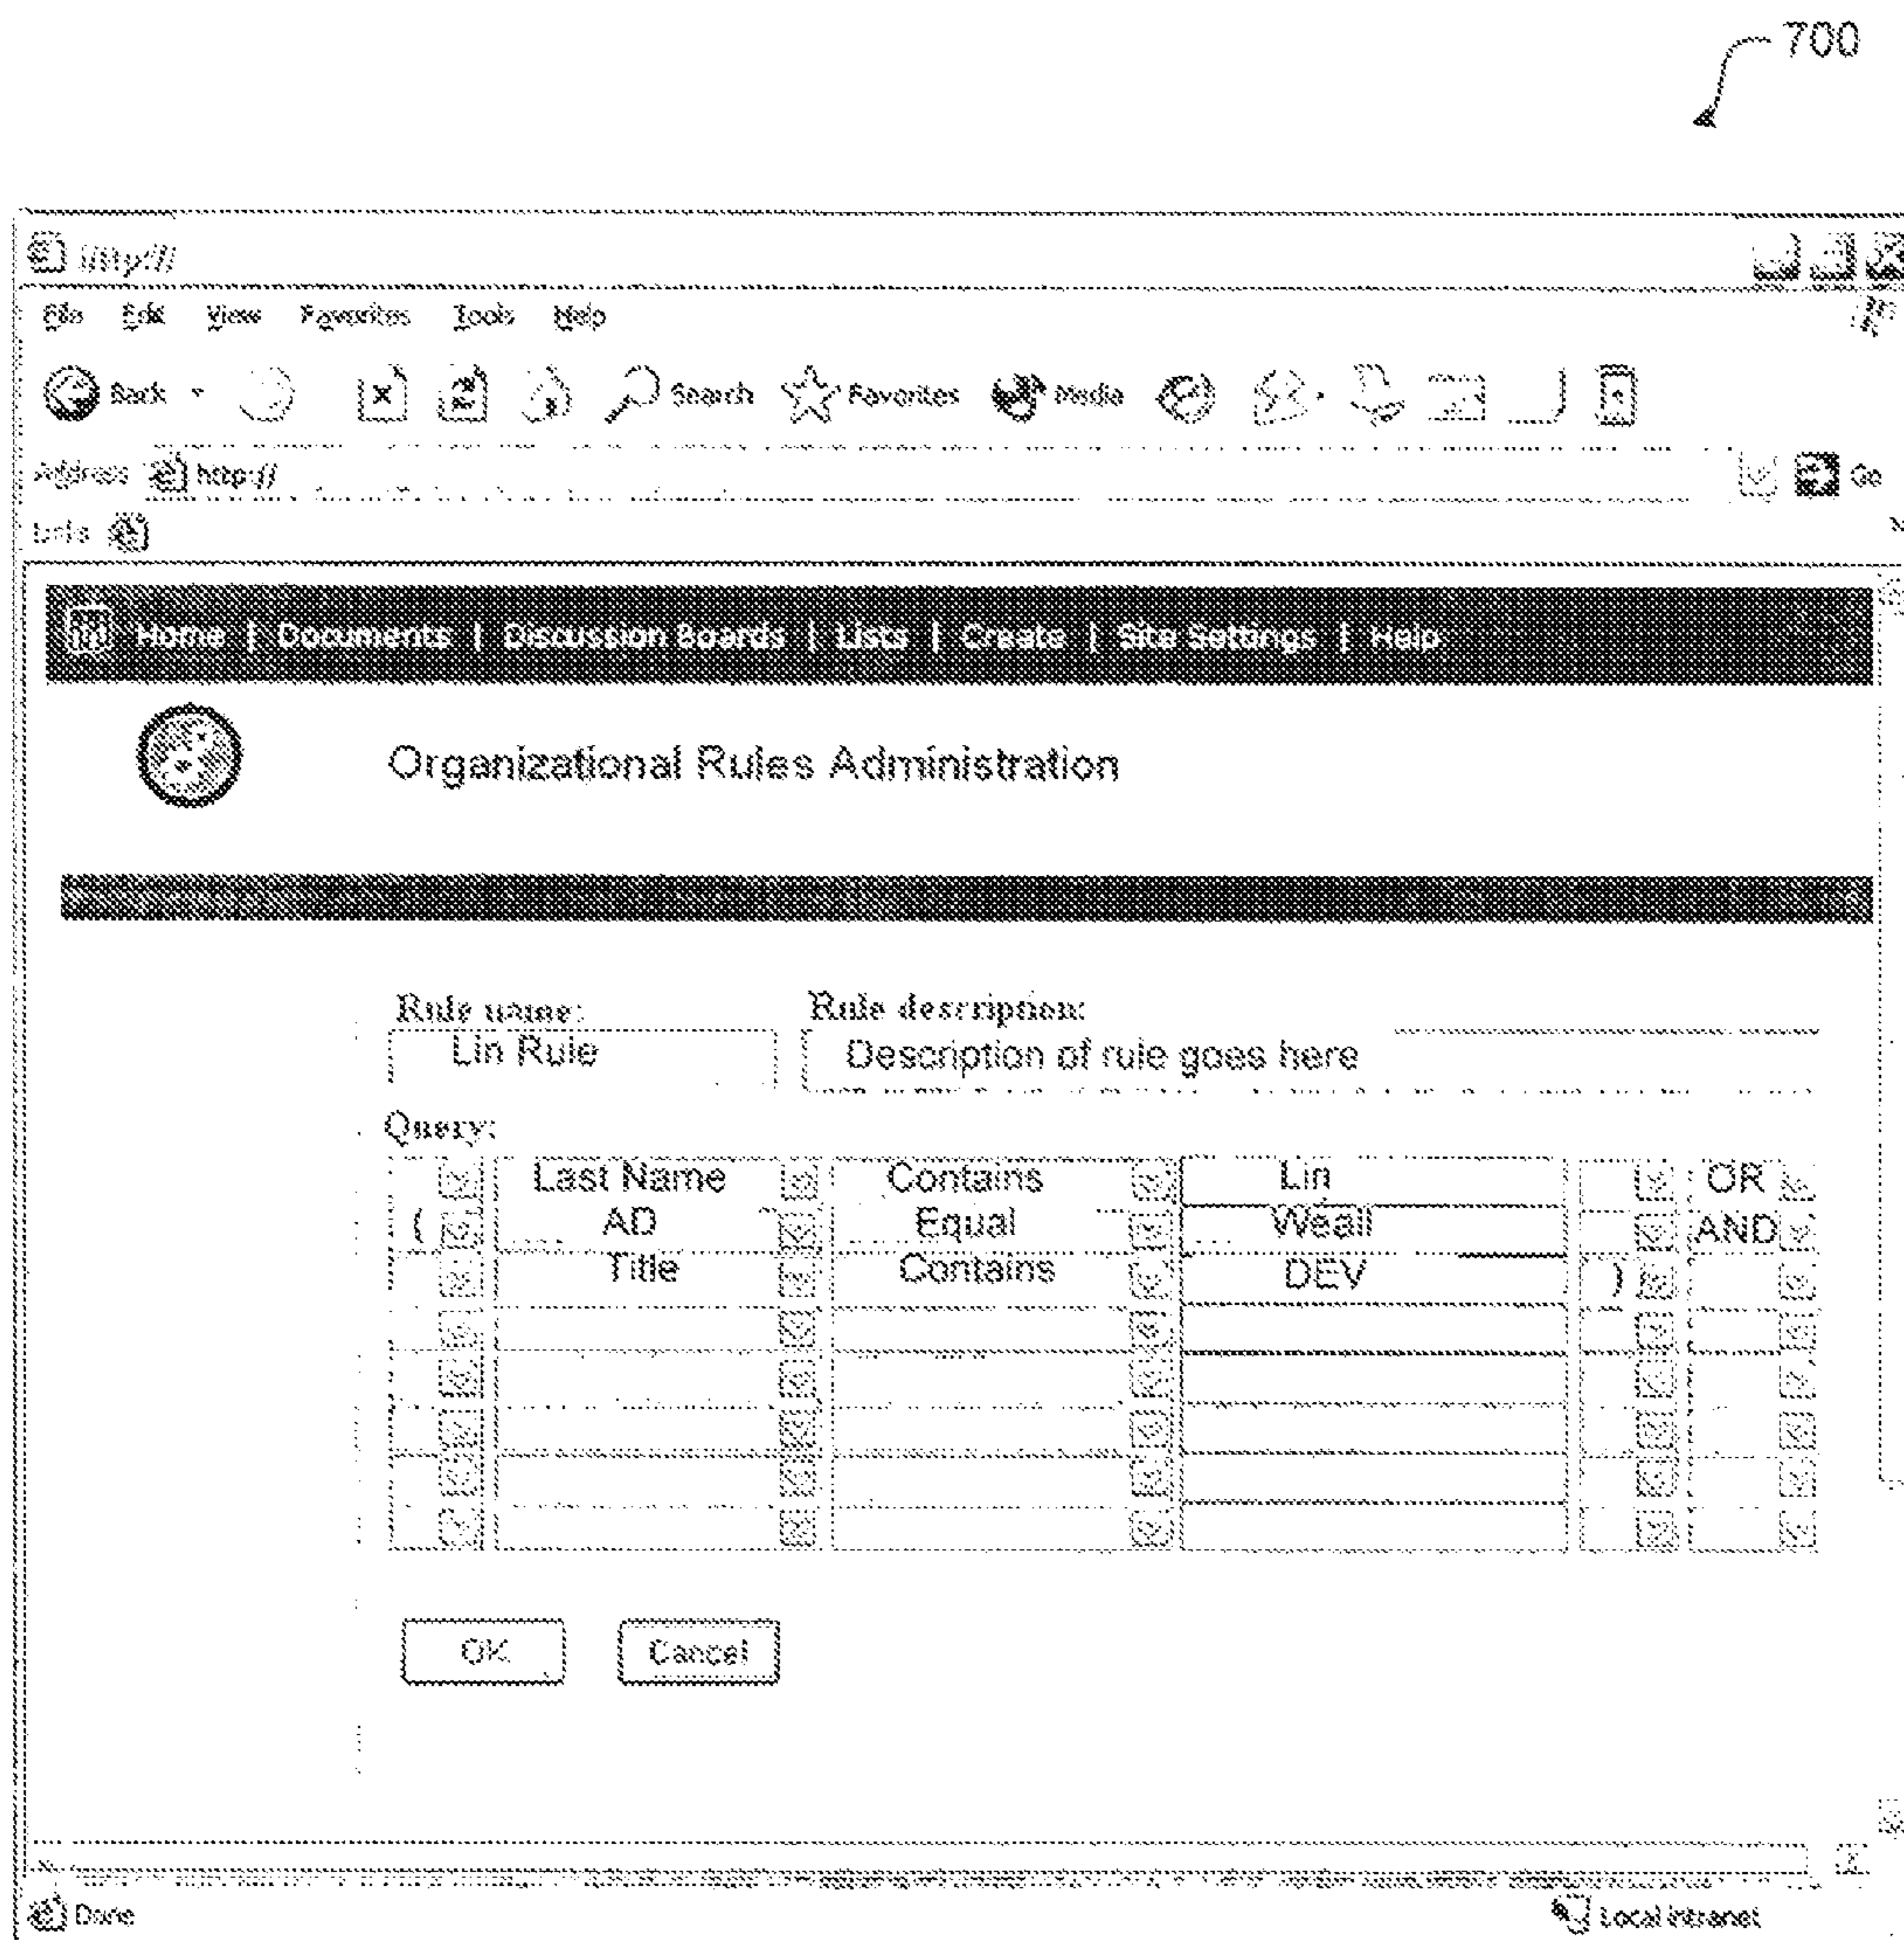 700
http://
File Edit View Favorites Tools Help
Back Search Favorites Media
Address http:// Go
Links
Home | Documents | Discussion Boards | Lists | Create | Site Settings | Help
Organizational Rules Administration
Rule name: Rule description:
Lin Rule Description of rule goes here
Query:
Last Name Contains Lin OR
( AD Equal Weall AND
Title Contains DEV )
OK Cancel
Done Local intranet